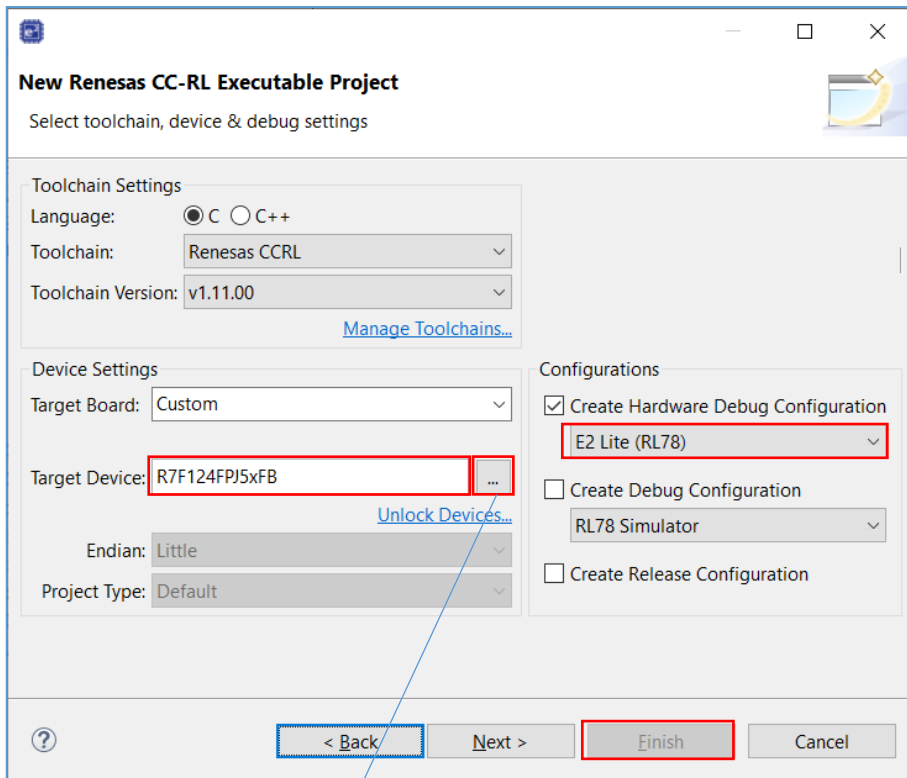 New Renesas CC-RL Executable Project
Select toolchain, device & debug settings
Toolchain Settings
Language: C C++
Toolchain: Renesas CCRL
Toolchain Version: v1.11.00
Manage Toolchains...
Device Settings
Target Board: Custom
Target Device: R7F124FPJ5xFB ...
Unlock Devices...
Endian: Little
Project Type: Default
Configurations
Create Hardware Debug Configuration
E2 Lite (RL78)
Create Debug Configuration
RL78 Simulator
Create Release Configuration
? < Back Next > Finish Cancel